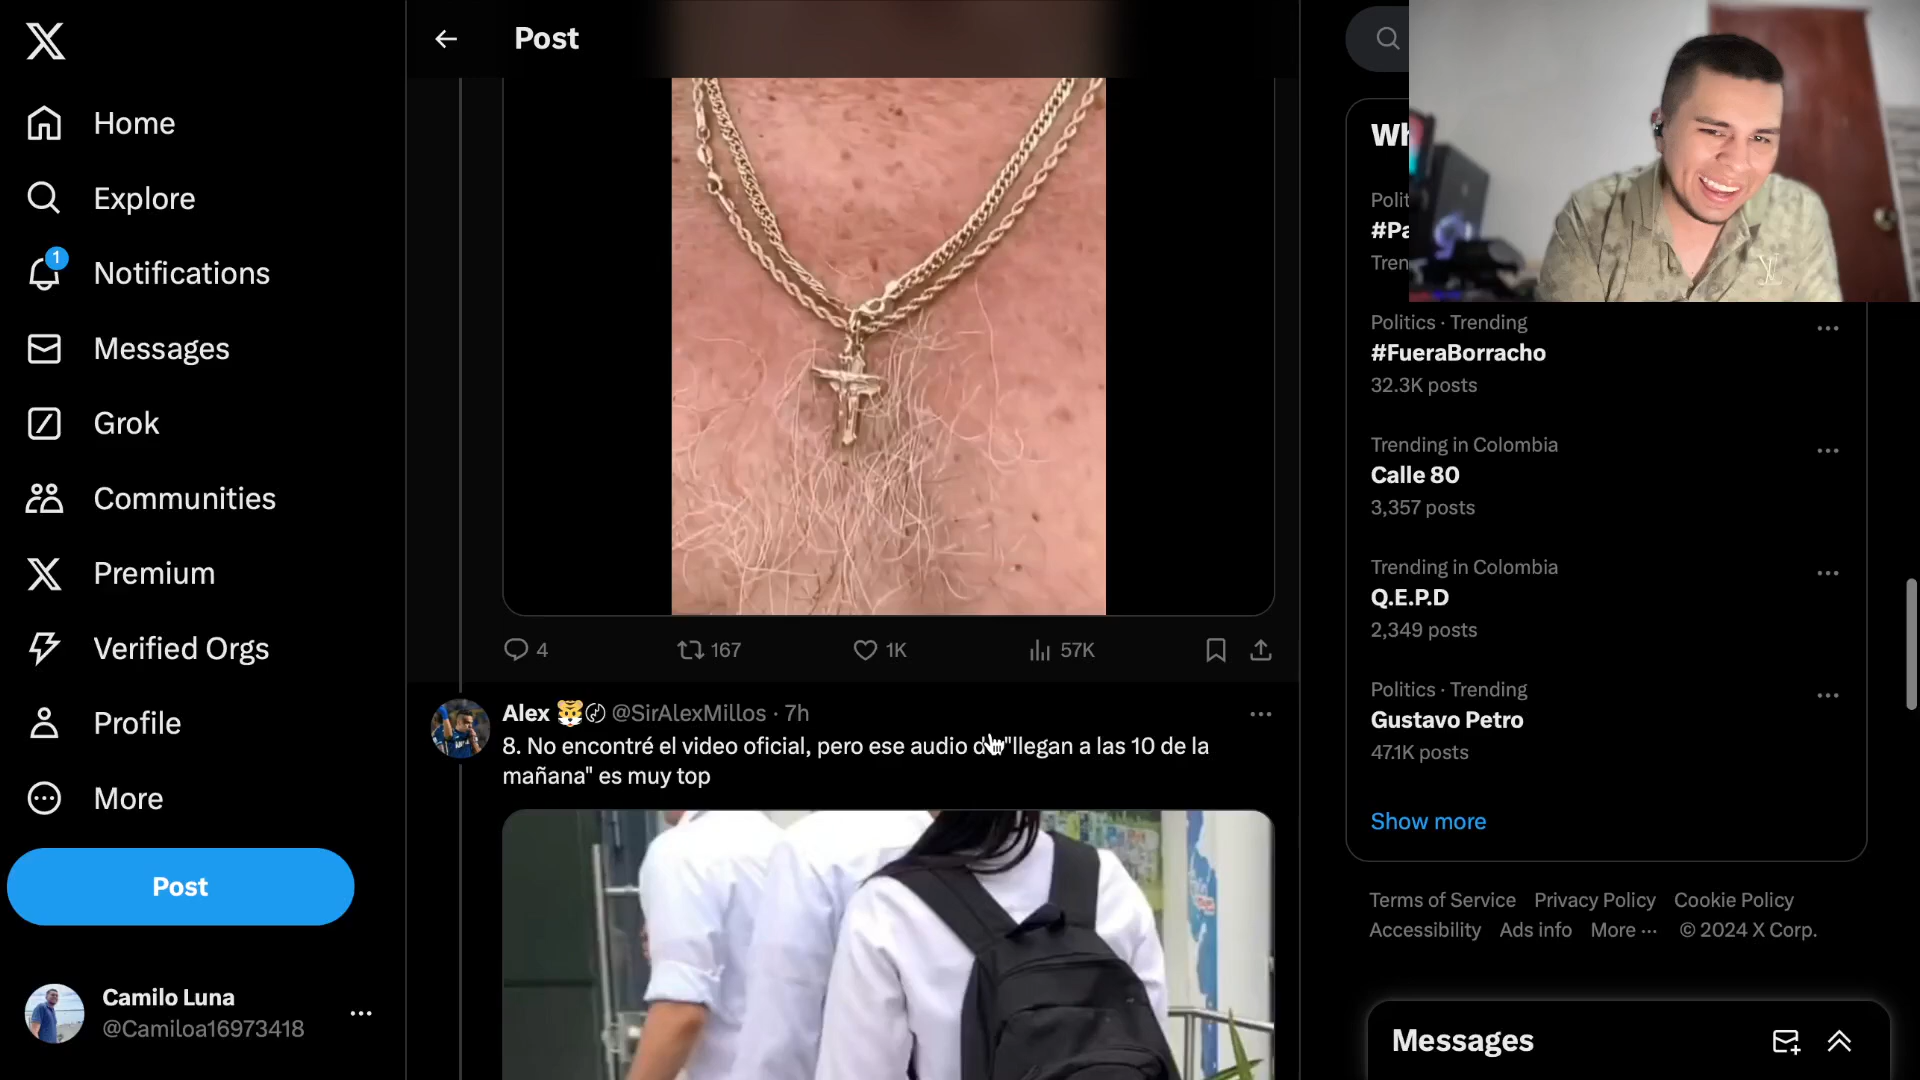 Home
Explore
1
Notifications
Messages
Grok
Communities
Premium
Verified Orgs
Profile
More
Post
Camilo Luna
@Camiloa16973418
Post
4
167
1K
57K
Alex @SirAlexMillos · 7h
8. No encontré el video oficial, pero ese audio "llegan a las 10 de la
mañana" es muy top
Politics · Trending
#FueraBorracho
32.3K posts
Trending in Colombia
Calle 80
3,357 posts
Trending in Colombia
Q.E.P.D
2,349 posts
Politics · Trending
Gustavo Petro
47.1K posts
Show more
Terms of Service Privacy Policy Cookie Policy
Accessibility Ads info More ··· © 2024 X Corp.
Messages